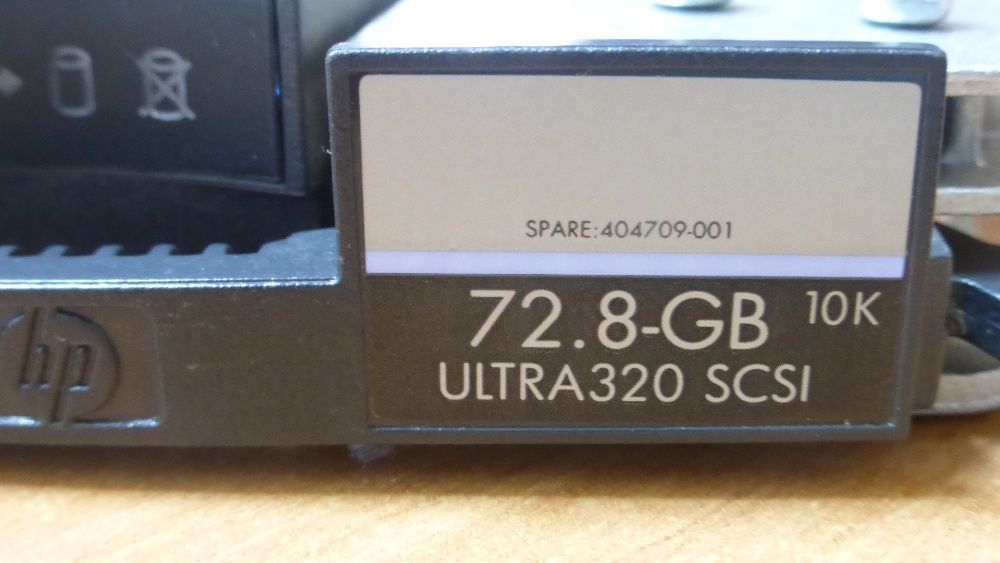 SPARE:404709-001
72.8-GB 10K
ULTRA320 SCSI
hp